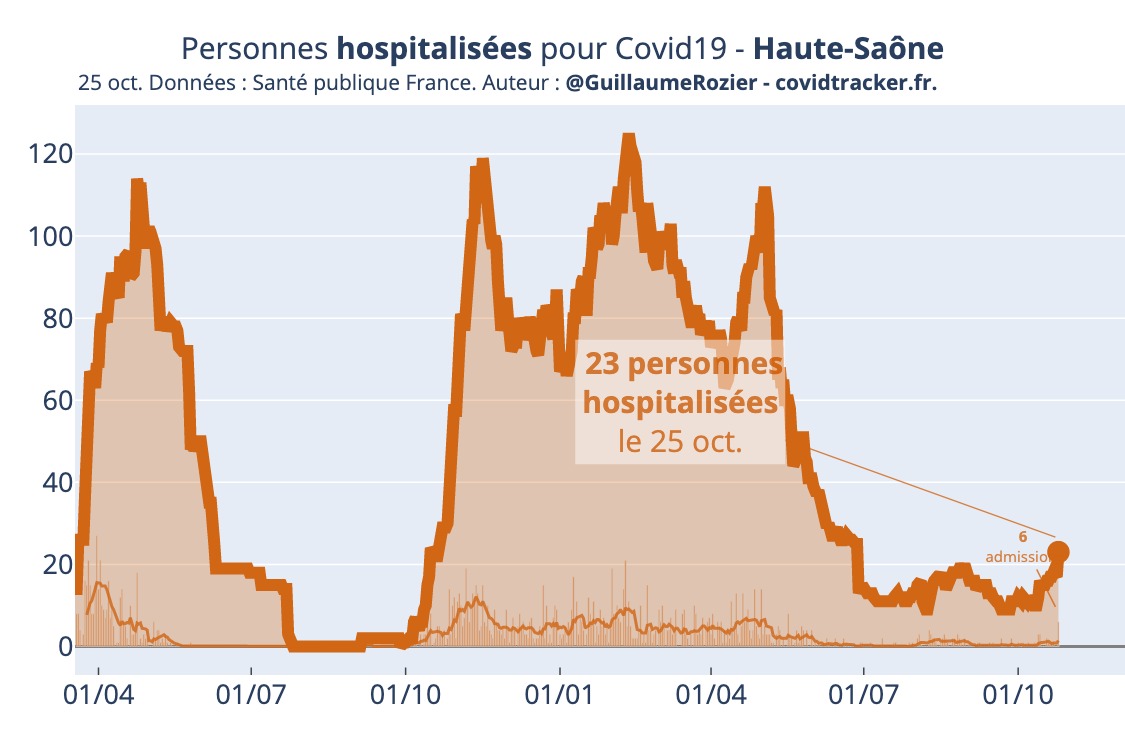 Personnes hospitalisées pour Covid19 - Haute-Saône
25 oct. Données : Santé publique France. Auteur : @GuillaumeRozier - covidtracker.fr.
120
100
80
60
40
20
0
23 personnes
hospitalisées
le 25 oct.
6
admissio
01/04
01/07
01/10
01/01
01/04
01/07
01/10